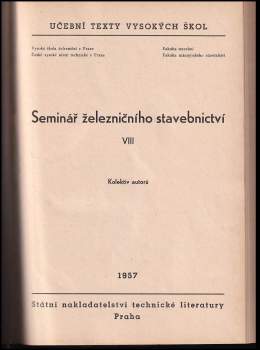 UČEBNÍ TEXTY VYSOKÝCH ŠKOL
Vysoká škola železniční v Praze
České vysoké učení technické v Praze
Fakulta stavební
Fakulta inženýrského stavitelství
Seminář železničního stavebnictví
VIII
Kolektiv autorů
1957
Státní nakladatelství technické literatury
Praha